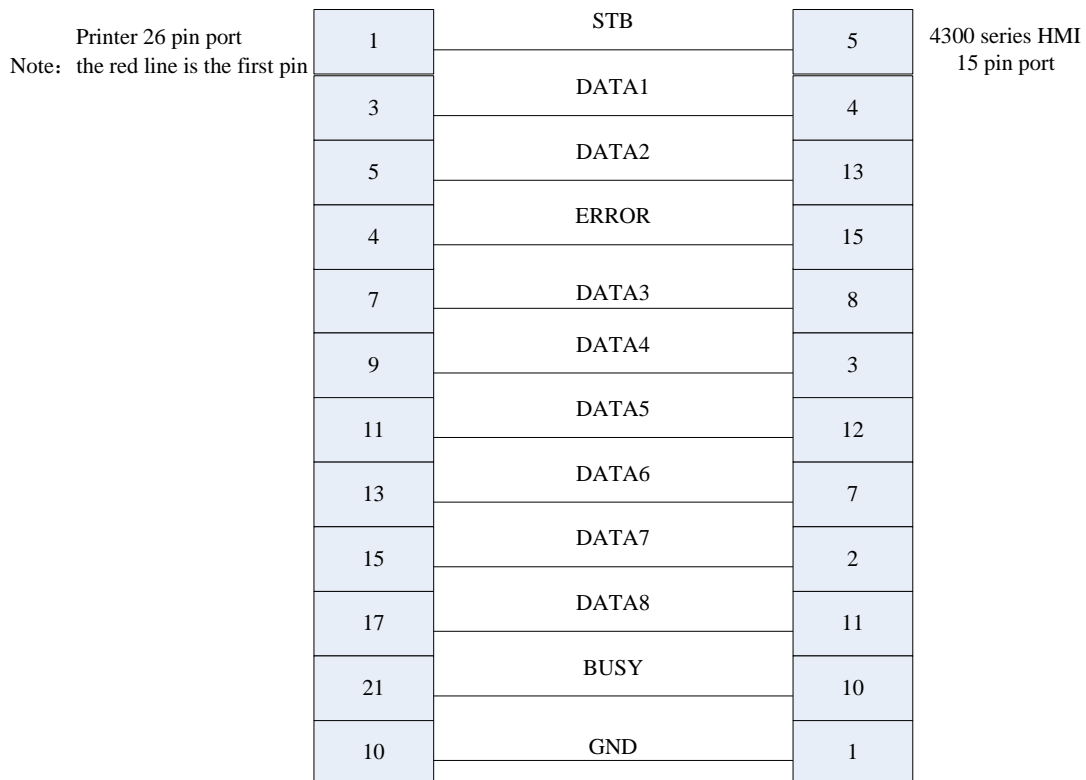 Printer 26 pin port
Note：the red line is the first pin
4300 series HMI
15 pin port
1 STB 5
3 DATA1 4
5 DATA2 13
4 ERROR 15
7 DATA3 8
9 DATA4 3
11 DATA5 12
13 DATA6 7
15 DATA7 2
17 DATA8 11
21 BUSY 10
10 GND 1